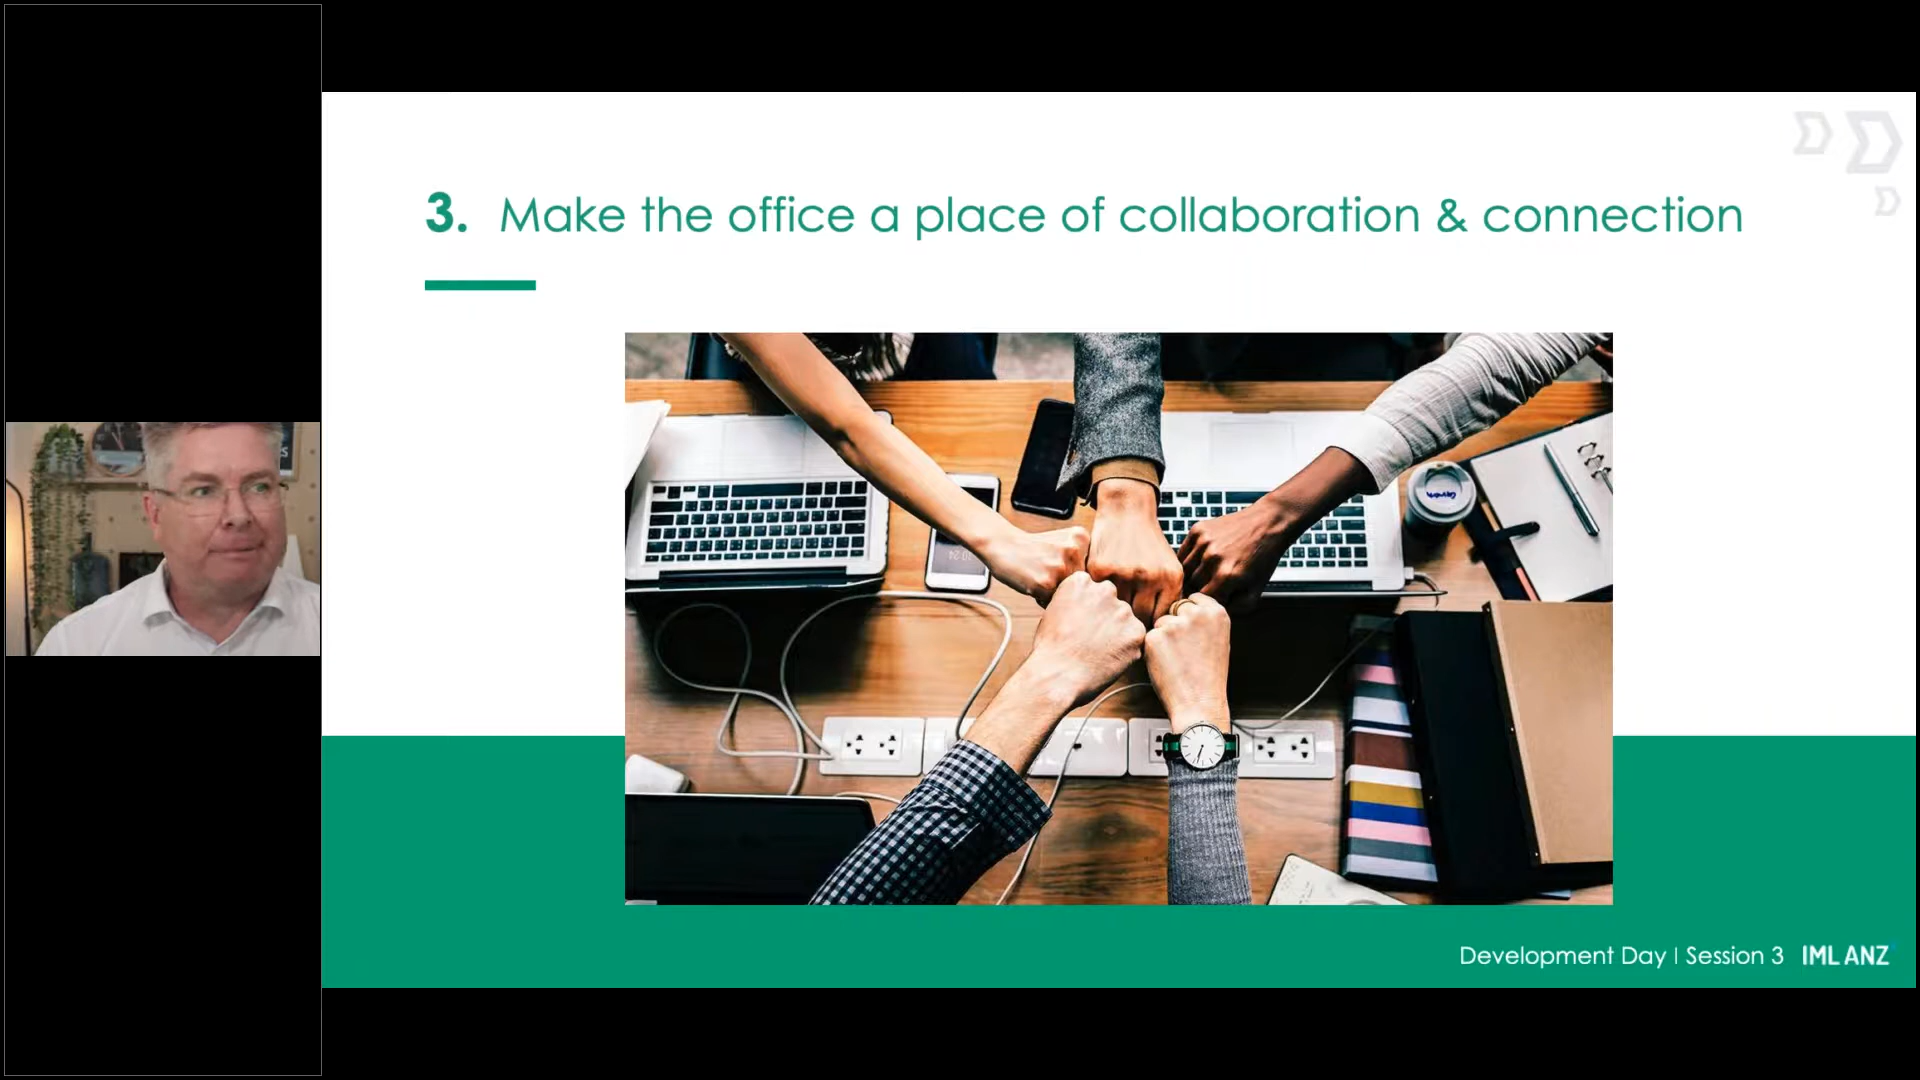 3. Make the office a place of collaboration & connection
Development Day | Session 3 IML ANZ